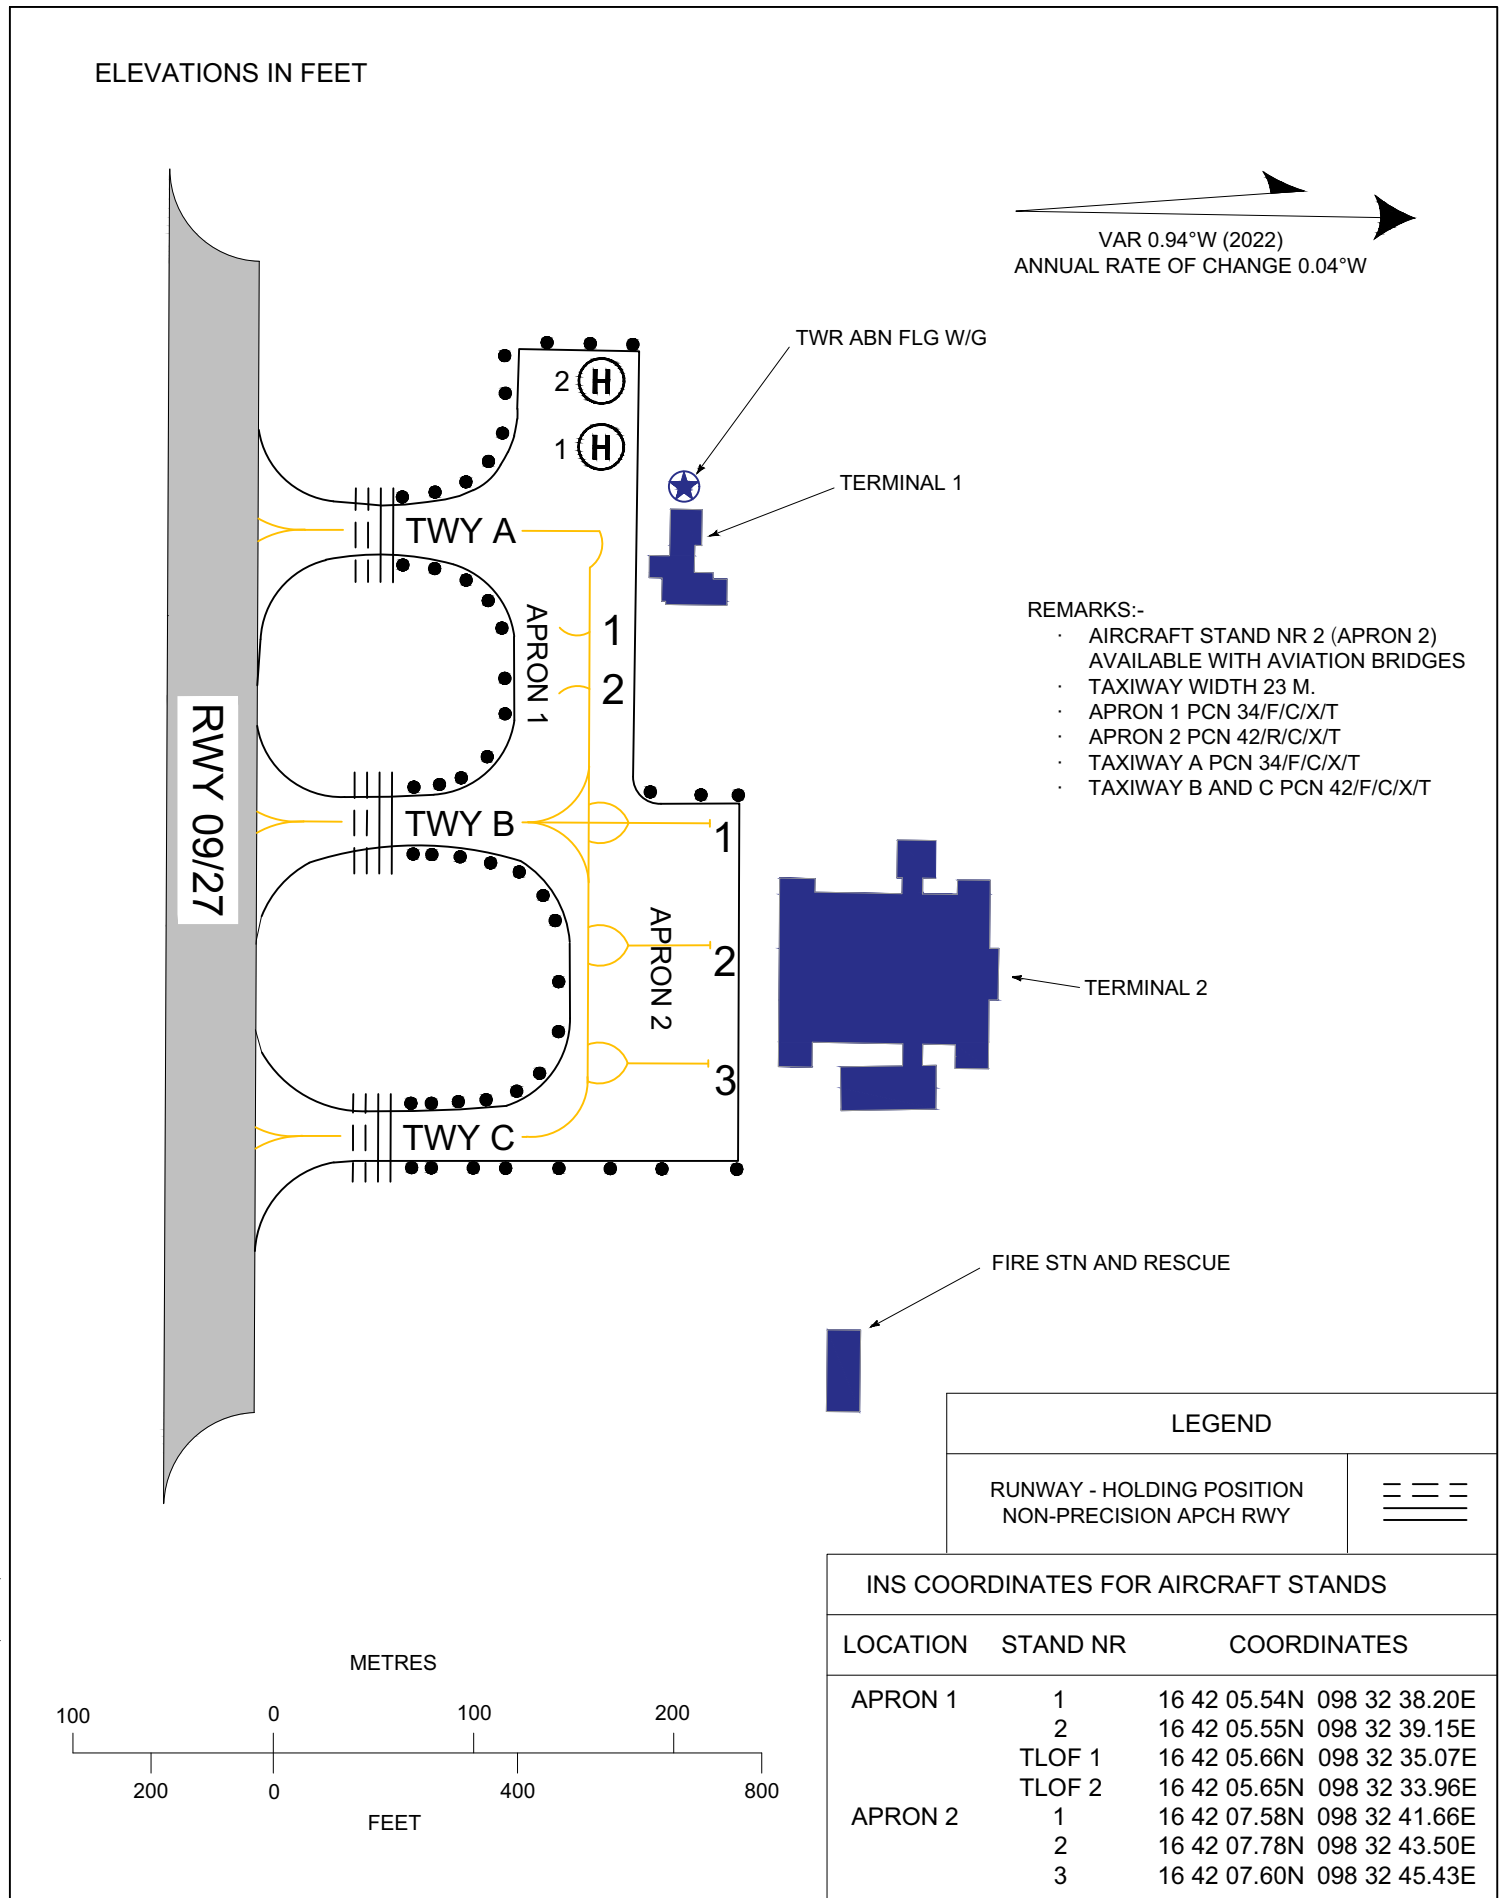 ELEVATIONS IN FEET
VAR 0.94°W (2022)
ANNUAL RATE OF CHANGE 0.04°W
TWR ABN FLG W/G
2 H
1 H
TERMINAL 1
TWY A
APRON 1
1
2
REMARKS:-
· AIRCRAFT STAND NR 2 (APRON 2)
AVAILABLE WITH AVIATION BRIDGES
· TAXIWAY WIDTH 23 M.
· APRON 1 PCN 34/F/C/X/T
· APRON 2 PCN 42/R/C/X/T
· TAXIWAY A PCN 34/F/C/X/T
· TAXIWAY B AND C PCN 42/F/C/X/T
RWY 09/27
TWY B
1
APRON 2
2
TERMINAL 2
3
TWY C
FIRE STN AND RESCUE
LEGEND
RUNWAY - HOLDING POSITION
NON-PRECISION APCH RWY
INS COORDINATES FOR AIRCRAFT STANDS
LOCATION STAND NR COORDINATES
APRON 1 1 16 42 05.54N 098 32 38.20E
2 16 42 05.55N 098 32 39.15E
TLOF 1 16 42 05.66N 098 32 35.07E
TLOF 2 16 42 05.65N 098 32 33.96E
APRON 2 1 16 42 07.58N 098 32 41.66E
2 16 42 07.78N 098 32 43.50E
3 16 42 07.60N 098 32 45.43E
METRES
100 0 100 200
200 0 400 800
FEET